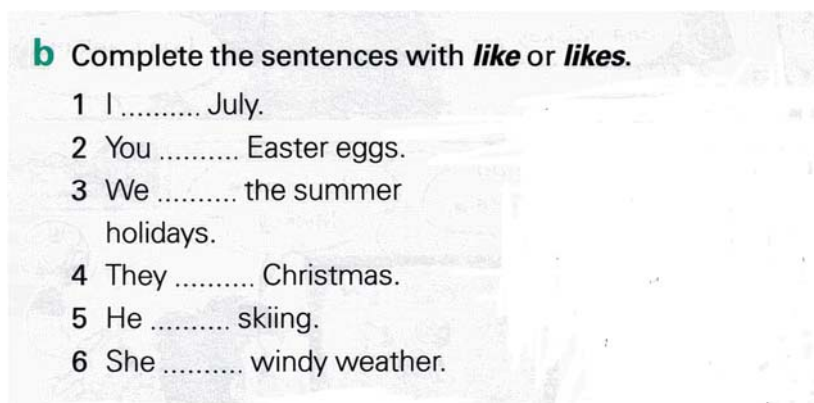 b Complete the sentences with like or likes.
1 I .......... July.
2 You .......... Easter eggs.
3 We .......... the summer
holidays.
4 They .......... Christmas.
5 He .......... skiing.
6 She .......... windy weather.